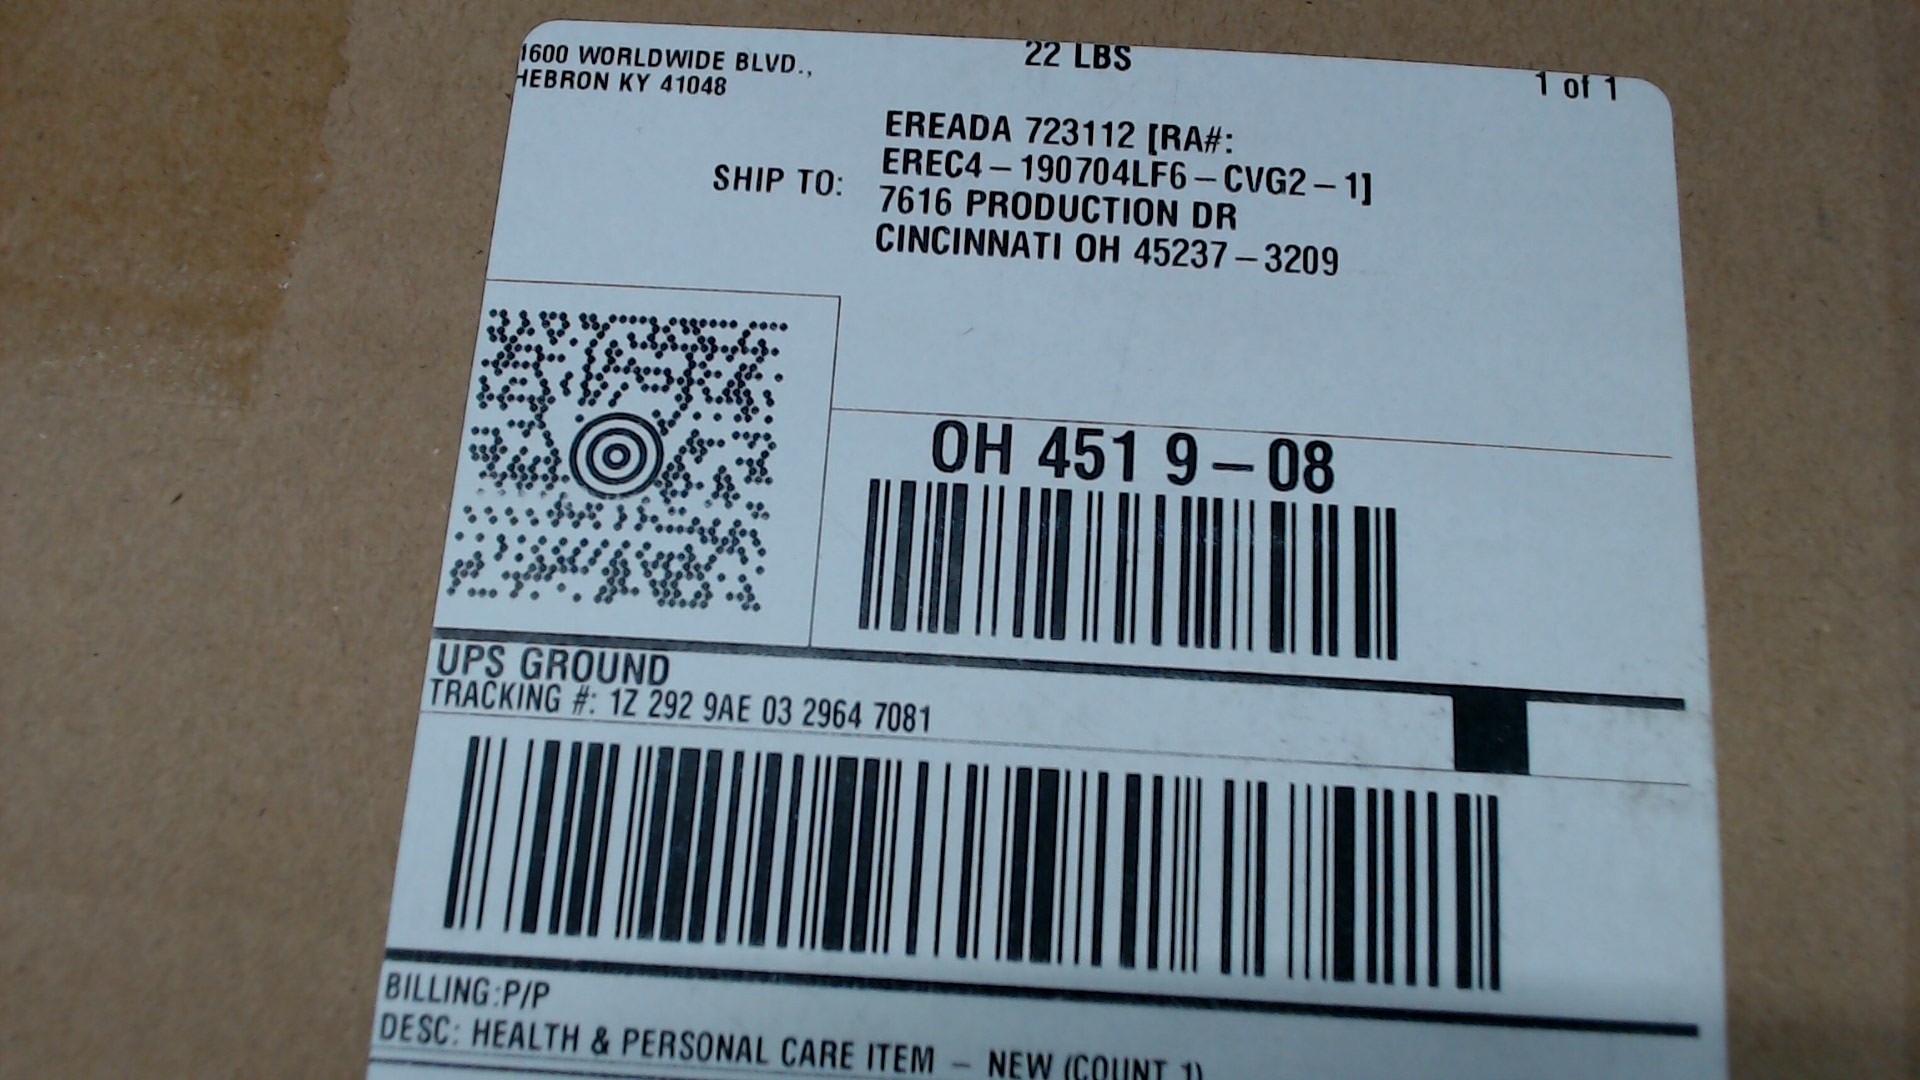 1600 WORLDWIDE BLVD.,
HEBRON KY 41048
22 LBS
1 of 1
SHIP TO:
EREADA 723112 [RA#:
EREC4-190704LF6-CVG2-1]
7616 PRODUCTION DR
CINCINNATI OH 45237-3209
OH 451 9-08
UPS GROUND
TRACKING #: 1Z 292 9AE 03 2964 7081
BILLING:P/P
DESC: HEALTH & PERSONAL CARE ITEM - NEW (COUNT 1)